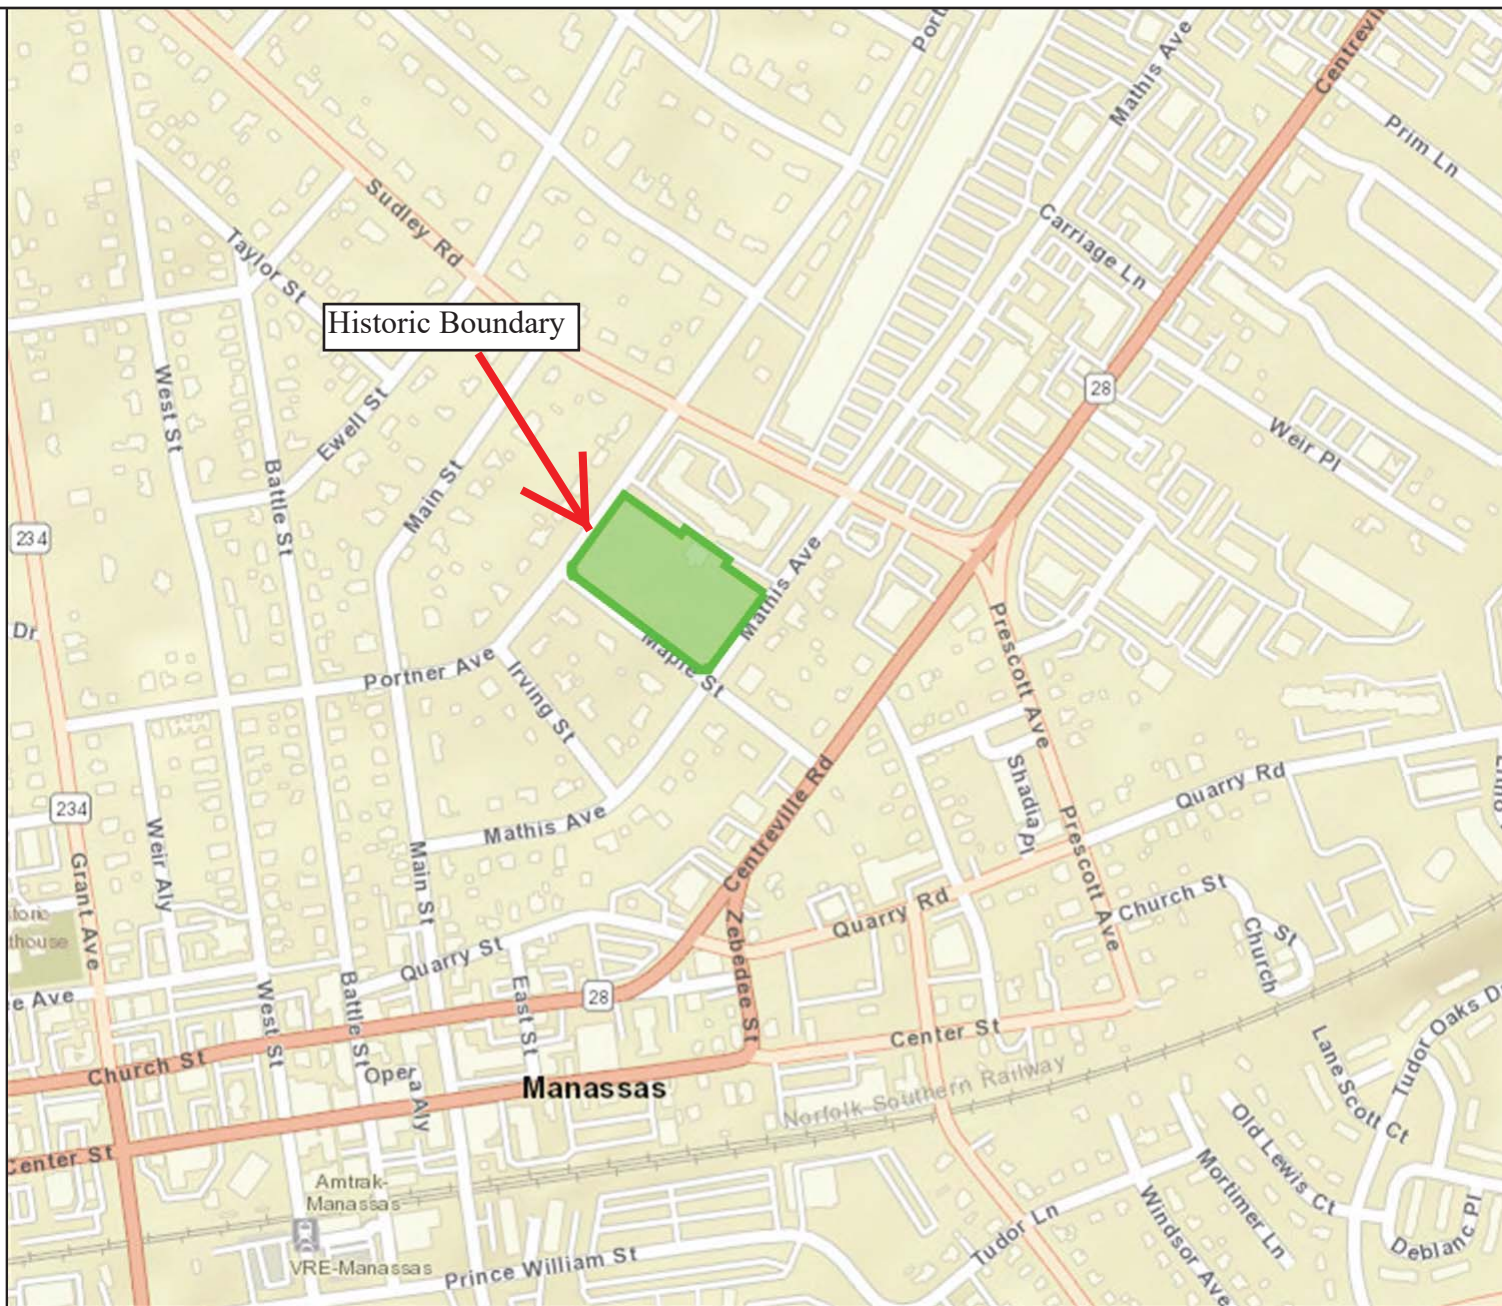 Port
Mathis Ave
Centrevil
Prim Ln
Sudley Rd
Carriage Ln
Taylor St
Historic Boundary
28
West St
Ewell St
Battle St
Main St
Weir Pl
234
Mathis Ave
Dr
Portner Ave
Irving St
Maple St
Prescott Ave
Shadia Pl
Quarry Rd
Centreville Rd
234
Weir Aly
Mathis Ave
Grant Ave
Main St
Prescott Ave
Church St
Quarry Rd
Zebedee St
Church St
toric
thouse
Quarry St
e Ave
West St
Battle St
East St
28
Center St
Church St
Opera Aly
Manassas
Norfolk Southern Railway
Lane Scott Ct
Tudor Oaks D
Center St
Old Lewis Ct
Mortimer Ln
Windsor Ave
Deblanc Pl
Amtrak-
Manassas
VRE-Manassas
Prince William St
Tudor Ln